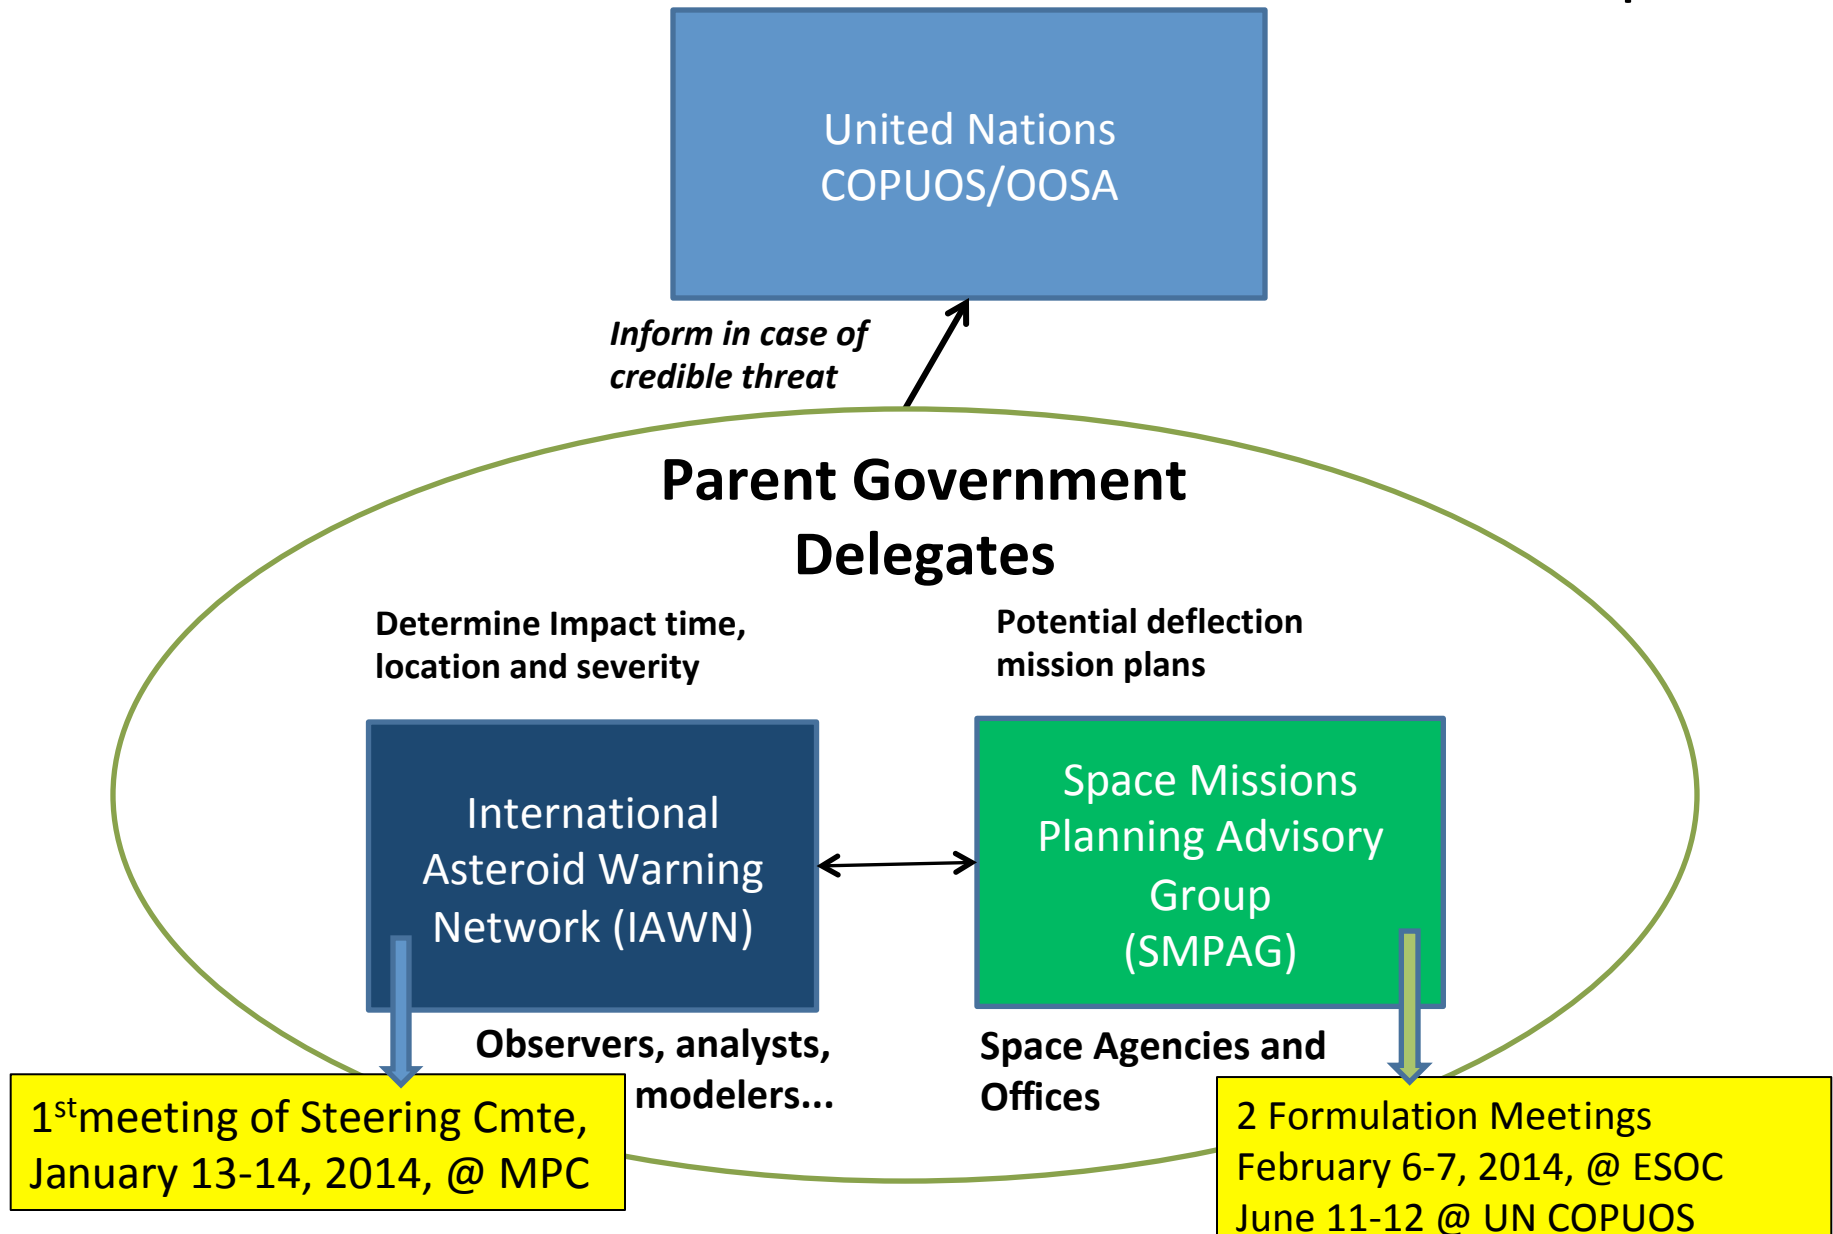 United Nations
COPUOS/OOSA
Inform in case of
credible threat
Parent Government
Delegates
Determine Impact time,
location and severity
Potential deflection
mission plans
International
Asteroid Warning
Network (IAWN)
Space Missions
Planning Advisory
Group
(SMPAG)
Observers, analysts,
modelers...
Space Agencies and
Offices
1st meeting of Steering Cmte,
January 13-14, 2014, @ MPC
2 Formulation Meetings
February 6-7, 2014, @ ESOC
June 11-12 @ UN COPUOS